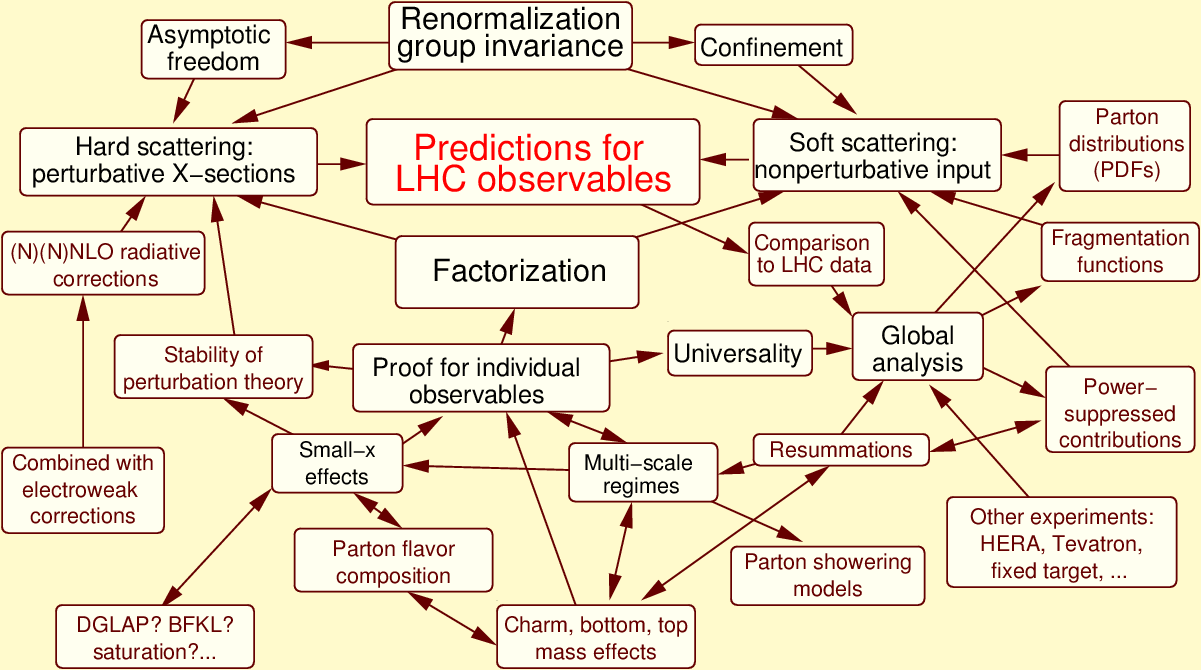 Renormalization
group invariance
Asymptotic
freedom
Confinement
Hard scattering:
perturbative X−sections
Predictions for
LHC observables
Soft scattering:
nonperturbative input
Parton
distributions
(PDFs)
(N)(N)NLO radiative
corrections
Factorization
Comparison
to LHC data
Fragmentation
functions
Stability of
perturbation theory
Proof for individual
observables
Universality
Global
analysis
Power−
suppressed
contributions
Combined with
electroweak
corrections
Small−x
effects
Multi−scale
regimes
Resummations
Parton flavor
composition
Parton showering
models
Other experiments:
HERA, Tevatron,
fixed target, ...
DGLAP? BFKL?
saturation?...
Charm, bottom, top
mass effects